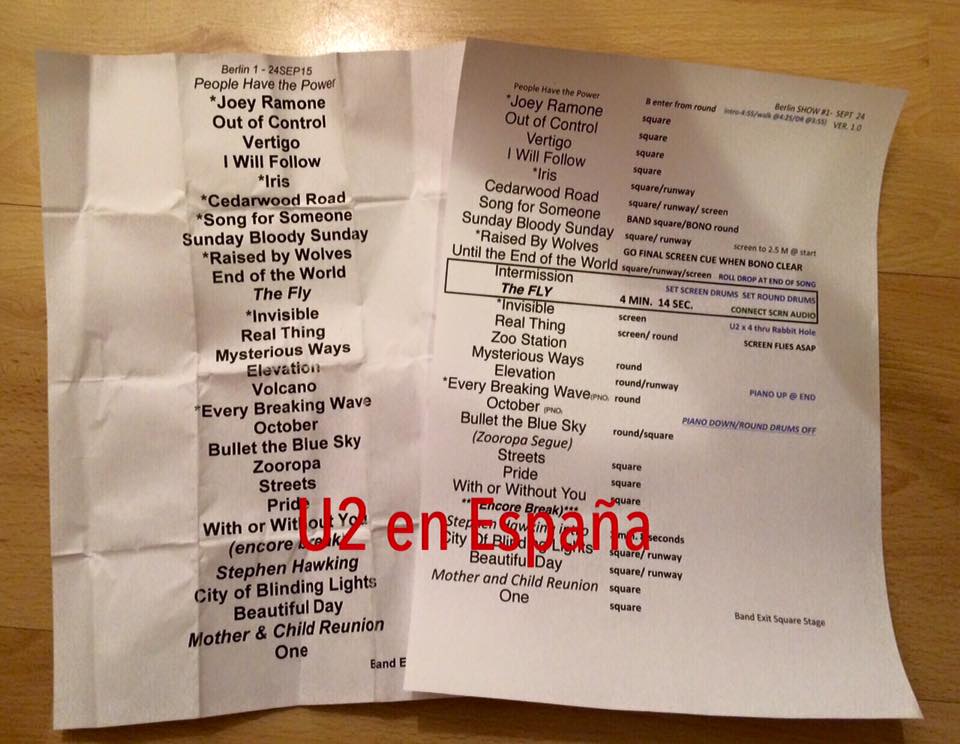 Berlin 1 - 24SEP15
People Have the Power
*Joey Ramone
Out of Control
Vertigo
I Will Follow
*Iris
*Cedarwood Road
*Song for Someone
Sunday Bloody Sunday
*Raised by Wolves
End of the World
The Fly
*Invisible
Real Thing
Mysterious Ways
Elevation
Volcano
*Every Breaking Wave
October
Bullet the Blue Sky
Zooropa
Streets
Pride
With or Without You
(encore break)
Stephen Hawking
City of Blinding Lights
Beautiful Day
Mother & Child Reunion
One
Band E
Berlin SHOW #1- SEPT 24
People Have the Power B enter from round intro-4:55/walk @4:25/DR @3:55) VER. 1.0
*Joey Ramone square
Out of Control square
Vertigo square
I Will Follow square
*Iris square/runway
Cedarwood Road square/ runway/ screen
Song for Someone BAND square/BONO round
Sunday Bloody Sunday square/ runway screen to 2.5 M @ start
*Raised By Wolves GO FINAL SCREEN CUE WHEN BONO CLEAR
Until the End of the World square/runway/screen ROLL DROP AT END OF SONG
Intermission SET SCREEN DRUMS SET ROUND DRUMS
The FLY 4 MIN. 14 SEC. CONNECT SCRN AUDIO
*Invisible screen U2 x 4 thru Rabbit Hole
Real Thing screen/ round SCREEN FLIES ASAP
Zoo Station
Mysterious Ways round
Elevation round/runway
*Every Breaking Wave(PNO) round PIANO UP @ END
October (PNO)
Bullet the Blue Sky round/square PIANO DOWN/ROUND DRUMS OFF
(Zooropa Segue)
Streets square
Pride square
With or Without You square
***(Encore Break)***
Stephen Hawking intro seconds
City Of Blinding Lights square/ runway
Beautiful Day square/ runway
Mother and Child Reunion square
One square
Band Exit Square Stage
U2 en España